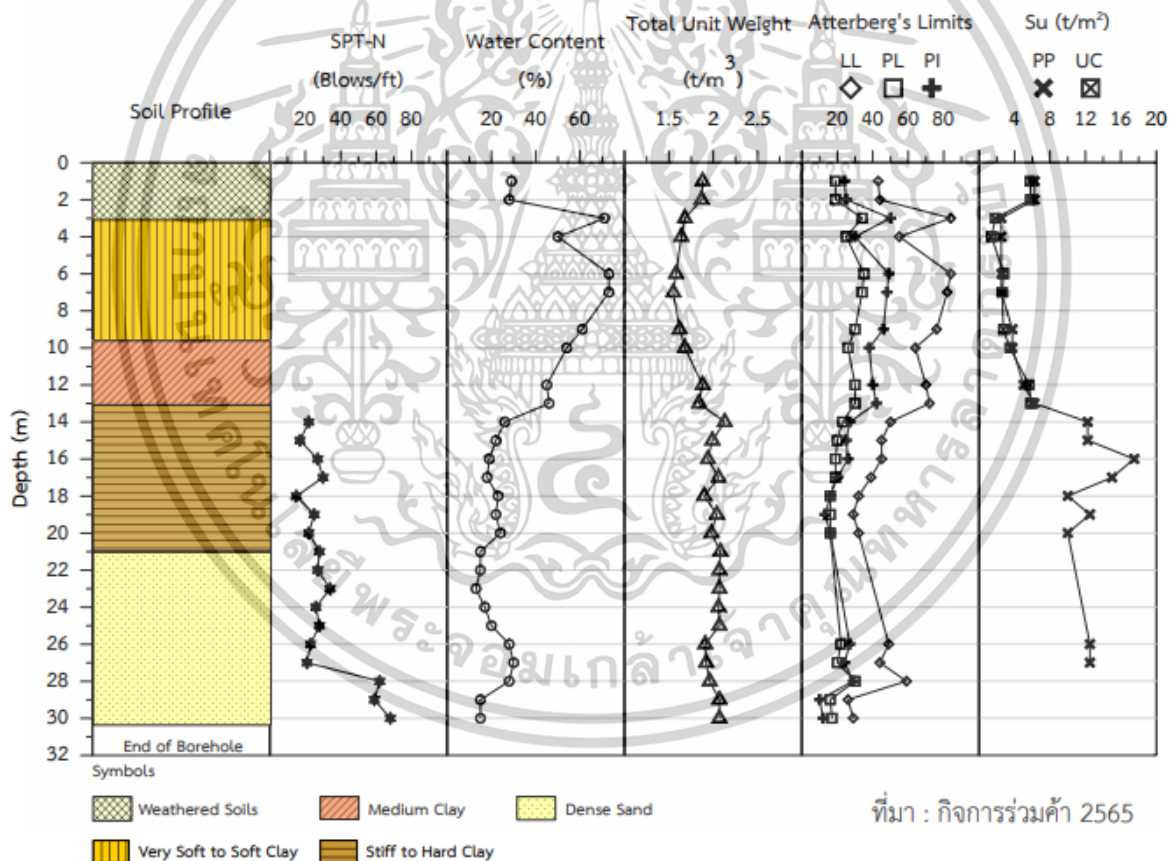 SPT-N
(Blows/ft)
Water Content
(%)
Total Unit Weight
(t/m³)
Atterberg's Limits
LL PL PI
Su (t/m²)
PP UC
Soil Profile
20 40 60 80
20 40 60
1.5 2 2.5
20 40 60 80
4 8 12 16 20
Depth (m)
0
2
4
6
8
10
12
14
16
18
20
22
24
26
28
30
32
End of Borehole
Symbols
Weathered Soils
Medium Clay
Dense Sand
Very Soft to Soft Clay
Stiff to Hard Clay
ที่มา : กิจการร่วมค้า 2565